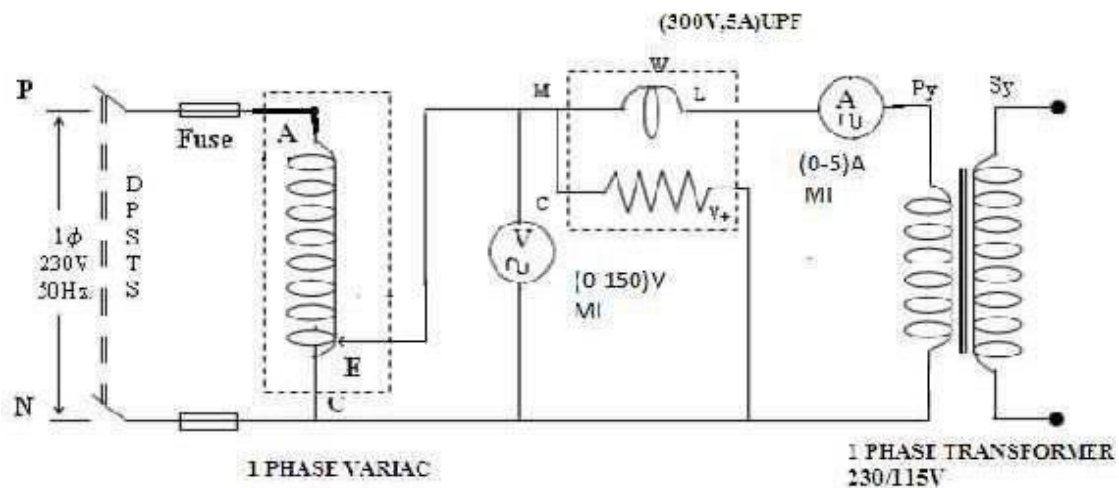 (300V,5A)UPF
P
Fuse
A
D
P
S
T
S
1ϕ
230V
50Hz.
N
E
C
1 PHASE VARIAC
M
W
L
C
V+
V
(0 150)V
MI
A
(0-5)A
MI
Py
Sy
1 PHASE TRANSFORMER
230/115V